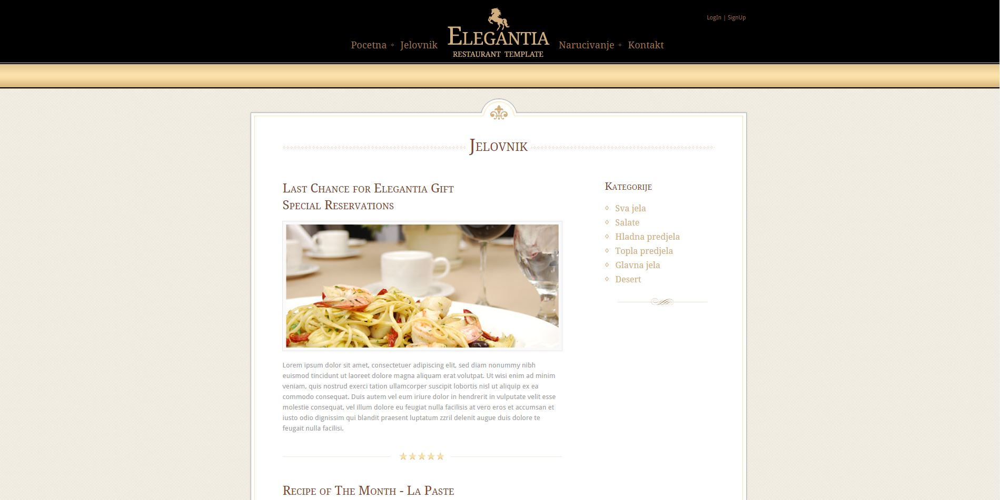 LogIn | SignUp
Pocetna ⋄ Jelovnik
ELEGANTIA
RESTAURANT TEMPLATE
Narucivanje ⋄ Kontakt
Jelovnik
Last Chance for Elegantia Gift
Special Reservations
Lorem ipsum dolor sit amet, consectetuer adipiscing elit, sed diam nonummy nibh
euismod tincidunt ut laoreet dolore magna aliquam erat volutpat. Ut wisi enim ad minim
veniam, quis nostrud exerci tation ullamcorper suscipit lobortis nisl ut aliquip ex ea
commodo consequat. Duis autem vel eum iriure dolor in hendrerit in vulputate velit esse
molestie consequat, vel illum dolore eu feugiat nulla facilisis at vero eros et accumsan et
iusto odio dignissim qui blandit praesent luptatum zzril delenit augue duis dolore te
feugait nulla facilisi.
Recipe of The Month - La Paste
Kategorije
Sva jela
Salate
Hladna predjela
Topla predjela
Glavna jela
Desert